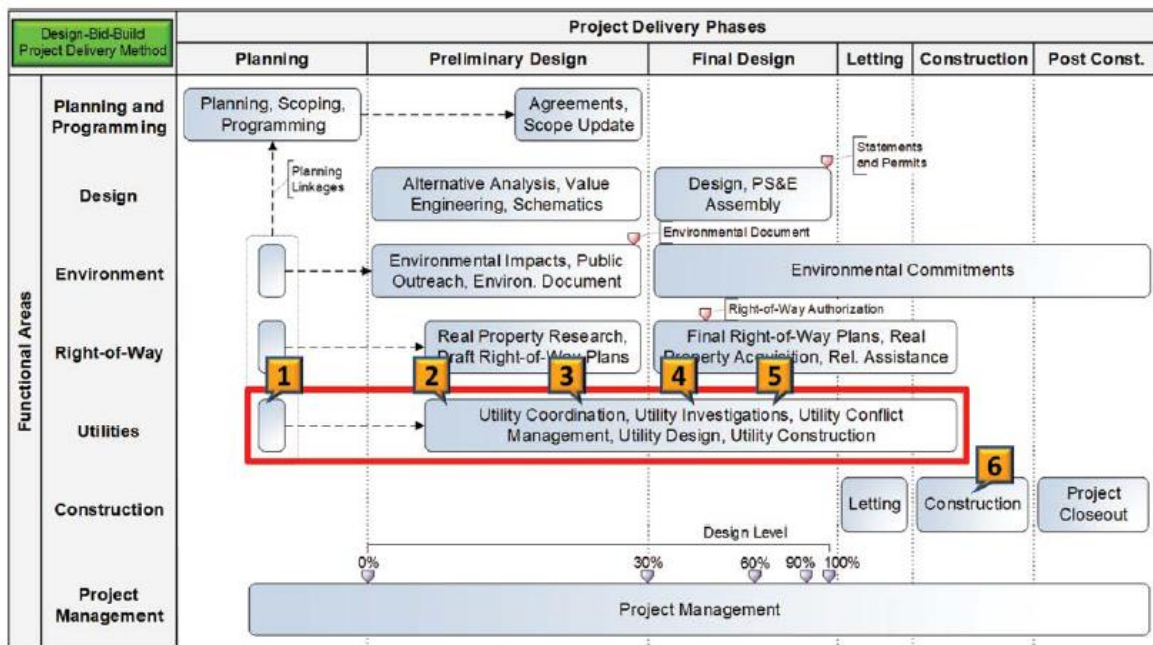 Design-Bid-Build
Project Delivery Method
Project Delivery Phases
Planning
Preliminary Design
Final Design
Letting
Construction
Post Const.
Functional Areas
Planning and
Programming
Planning, Scoping,
Programming
Agreements,
Scope Update
Planning
Linkages
Statements
and Permits
Design
Alternative Analysis, Value
Engineering, Schematics
Design, PS&E
Assembly
Environmental Document
Environment
Environmental Impacts, Public
Outreach, Environ. Document
Environmental Commitments
Right-of-Way Authorization
Right-of-Way
Real Property Research,
Draft Right-of-Way Plans
Final Right-of-Way Plans, Real
Property Acquisition, Rel. Assistance
1
2
3
4
5
Utilities
Utility Coordination, Utility Investigations, Utility Conflict
Management, Utility Design, Utility Construction
6
Construction
Letting
Construction
Project
Closeout
Design Level
0%
30%
60%
90%
100%
Project
Management
Project Management